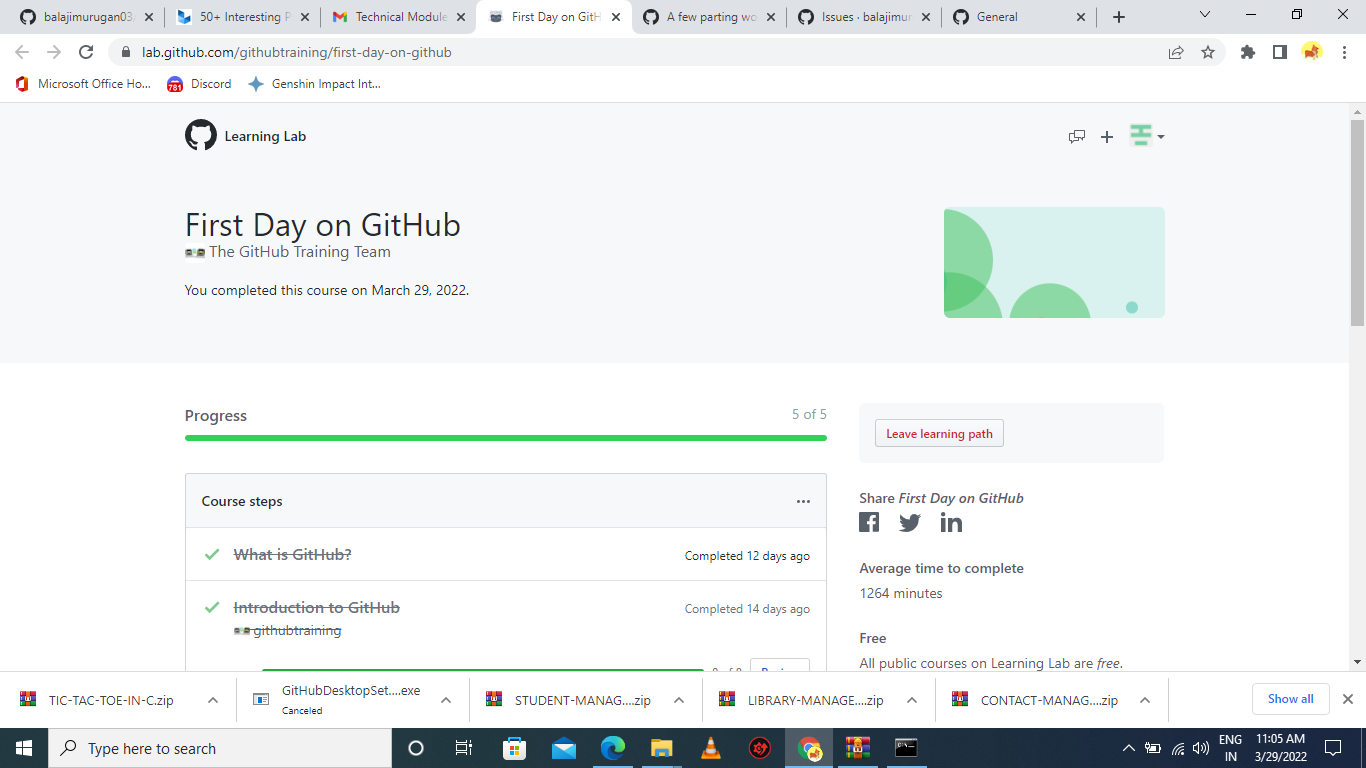 balajimurugan03
50+ Interesting P
Technical Module
First Day on GitH
A few parting wo
Issues · balajimur
General
lab.github.com/githubtraining/first-day-on-github
Microsoft Office Ho...
781
Discord
Genshin Impact Int...
Learning Lab
First Day on GitHub
The GitHub Training Team
You completed this course on March 29, 2022.
Progress
5 of 5
Leave learning path
Course steps
What is GitHub?
Completed 12 days ago
Introduction to GitHub
Completed 14 days ago
githubtraining
Share First Day on GitHub
Average time to complete
1264 minutes
Free
All public courses on Learning Lab are free.
TIC-TAC-TOE-IN-C.zip
GitHubDesktopSet....exe
Canceled
STUDENT-MANAG....zip
LIBRARY-MANAGE....zip
CONTACT-MANAG....zip
Show all
Type here to search
ENG
IN
11:05 AM
3/29/2022